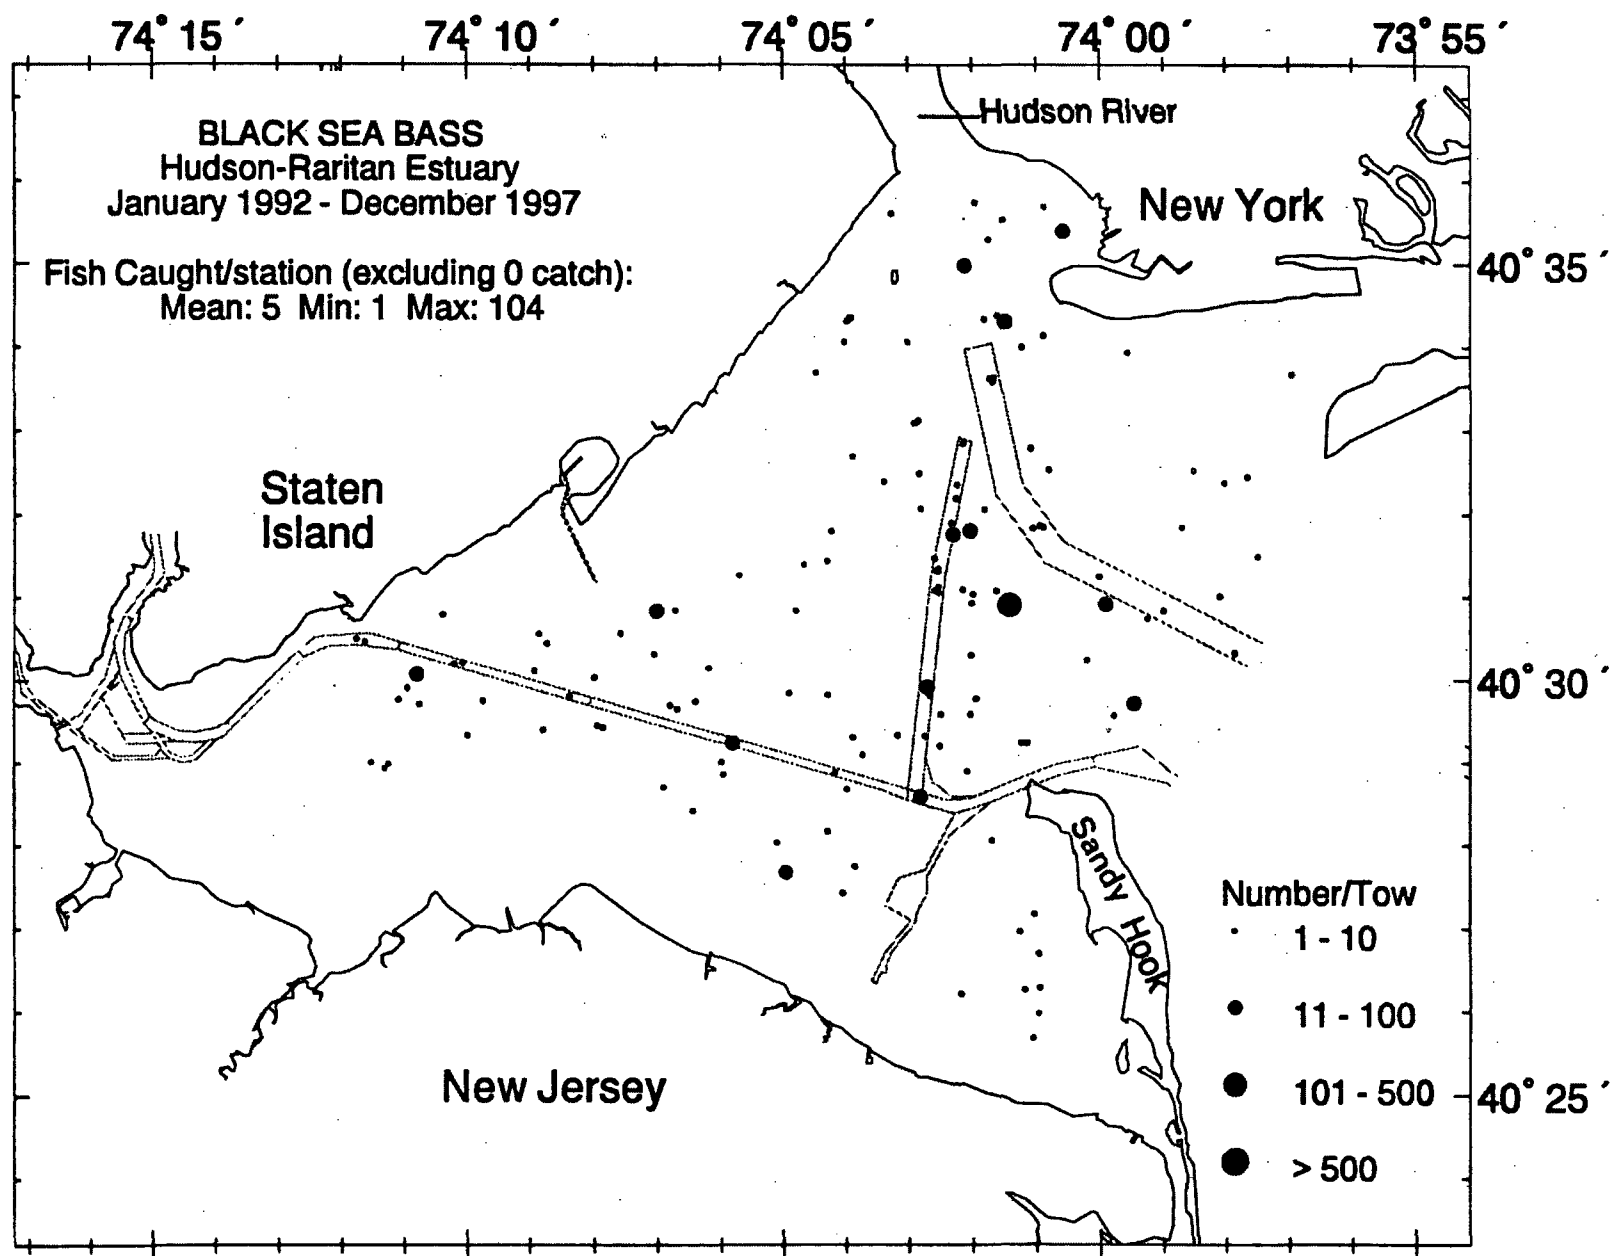 74° 15´ 74° 10´ 74° 05´ 74° 00´ 73° 55´
Hudson River
BLACK SEA BASS
Hudson-Raritan Estuary
January 1992 - December 1997
New York
Fish Caught/station (excluding 0 catch):
Mean: 5 Min: 1 Max: 104
40° 35´
Staten
Island
40° 30´
Sandy Hook
Number/Tow
1 - 10
11 - 100
101 - 500
> 500
New Jersey
40° 25´